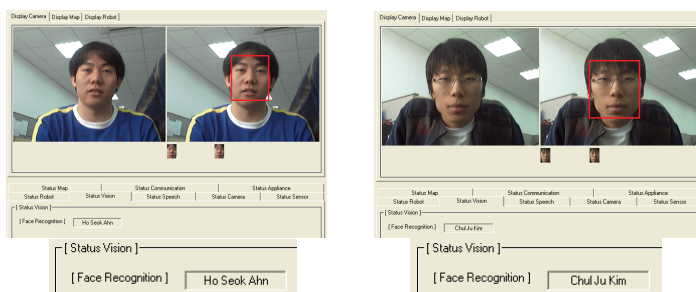 Display Camera Display Map Display Robot
Status Map Status Communication Status Appliance
Status Robot Status Vision Status Speech Status Camera Status Sensor
[ Status Vision ]
[ Face Recognition ] Ho Seok Ahn
[ Status Vision ]
[ Face Recognition ] Ho Seok Ahn
Display Camera Display Map Display Robot
Status Map Status Communication Status Appliance
Status Robot Status Vision Status Speech Status Camera Status Sensor
[ Status Vision ]
[ Face Recognition ] Chul Ju Kim
[ Status Vision ]
[ Face Recognition ] Chul Ju Kim